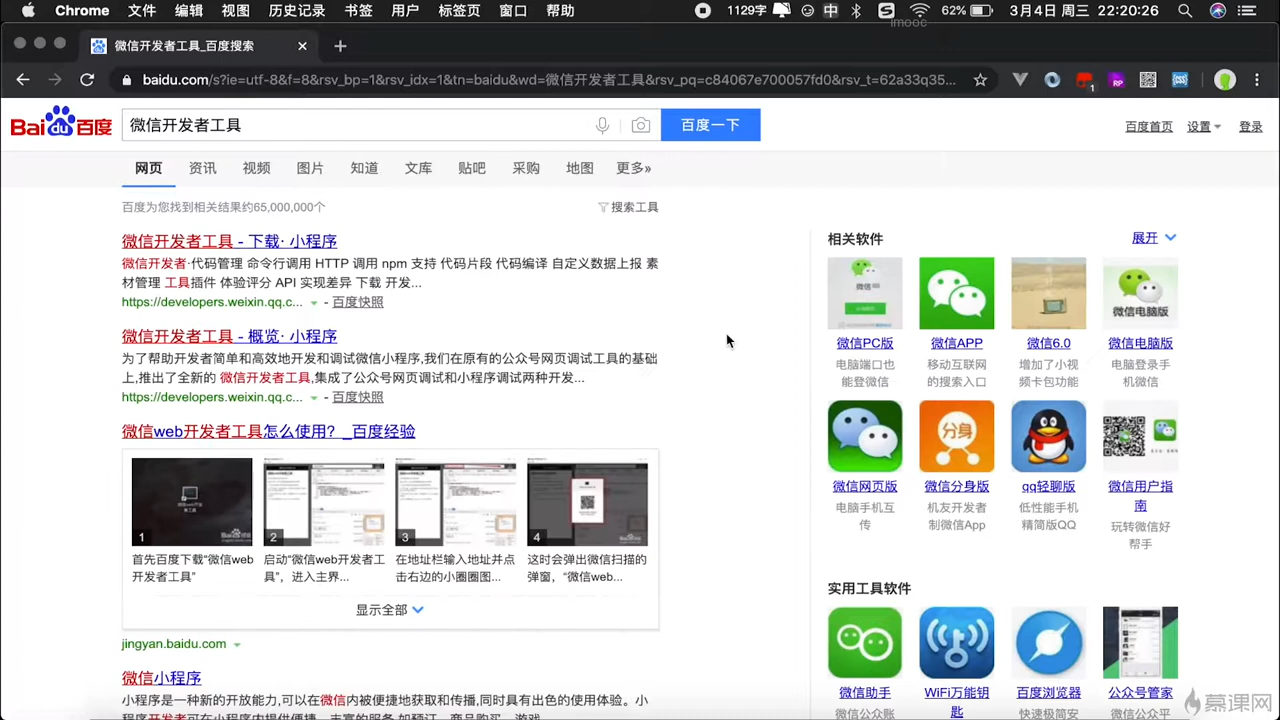 Chrome 文件 编辑 视图 历史记录 书签 用户 标签页 窗口 帮助 1129字 中 62% 3月4日 周三 22:20:26
imooc
微信开发者工具_百度搜索
baidu.com/s?ie=utf-8&f=8&rsv_bp=1&rsv_idx=1&tn=baidu&wd=微信开发者工具&rsv_pq=c84067e700057fd0&rsv_t=62a33q35...
Bai du 百度 微信开发者工具 百度一下 百度首页 设置 登录
网页 资讯 视频 图片 知道 文库 贴吧 采购 地图 更多»
百度为您找到相关结果约65,000,000个 搜索工具
微信开发者工具 - 下载· 小程序
微信开发者·代码管理 命令行调用 HTTP 调用 npm 支持 代码片段 代码编译 自定义数据上报 素
材管理 工具插件 体验评分 API 实现差异 下载 开发...
https://developers.weixin.qq.c... - 百度快照
微信开发者工具 - 概览· 小程序
为了帮助开发者简单和高效地开发和调试微信小程序,我们在原有的公众号网页调试工具的基础
上,推出了全新的 微信开发者工具,集成了公众号网页调试和小程序调试两种开发...
https://developers.weixin.qq.c... - 百度快照
微信web开发者工具怎么使用？_百度经验
1 2 3 4
首先百度下载“微信web
开发者工具”
启动“微信web开发者工
具”，进入主界...
在地址栏输入地址并点
击右边的小圈圈图...
这时会弹出微信扫描的
弹窗，“微信web...
显示全部
jingyan.baidu.com
微信小程序
小程序是一种新的开放能力,可以在微信内被便捷地获取和传播,同时具有出色的使用体验。小
相关软件 展开
微信电脑版
微信PC版 微信APP 微信6.0 微信电脑版
电脑端口也
能登微信
移动互联网
的搜索入口
增加了小视
频卡包功能
电脑登录手
机微信
分身
微信网页版 微信分身版 qq轻聊版 微信用户指
南
电脑手机互
传
机友开发者
制微信App
低性能手机
精简版QQ
玩转微信好
帮手
实用工具软件
微信助手 WiFi万能钥
匙
百度浏览器 公众号管家
微信公众账
快速极简安
微信公众平
慕课网